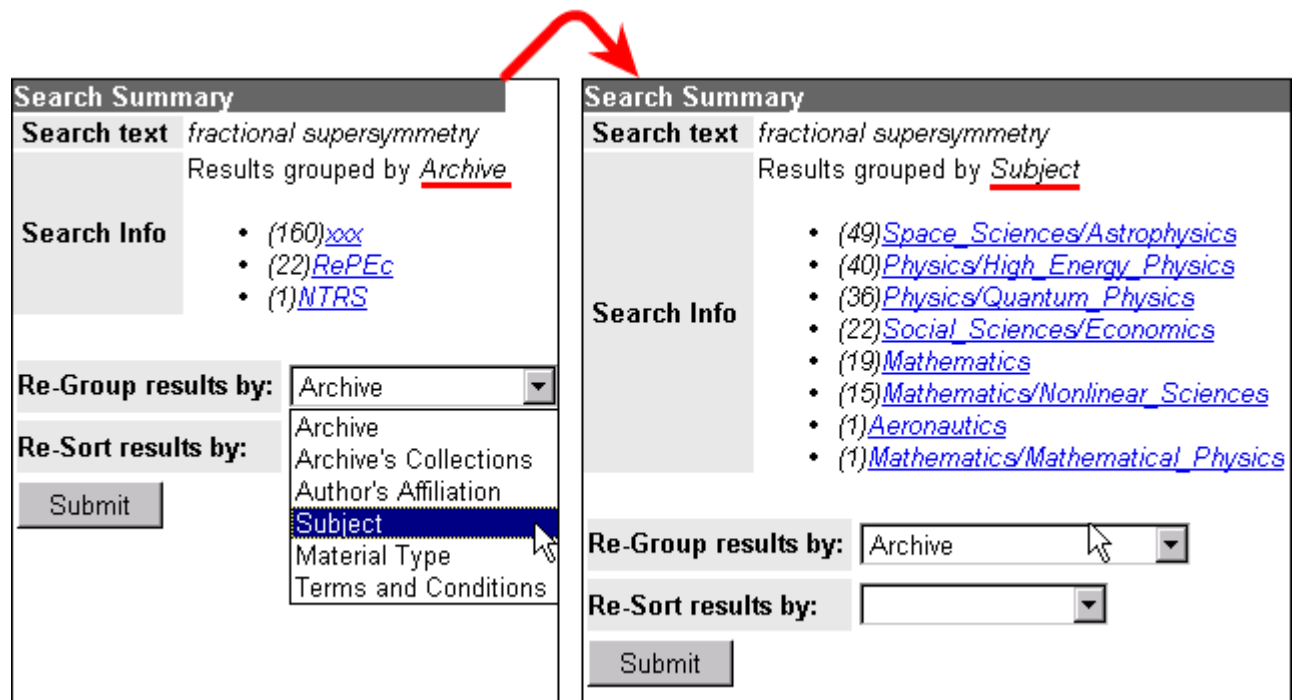 Search Summary
Search text fractional supersymmetry
Results grouped by Archive
Search Info
(160)xxx
(22)RePEc
(1)NTRS
Re-Group results by: Archive
Archive
Archive's Collections
Author's Affiliation
Subject
Material Type
Terms and Conditions
Re-Sort results by:
Submit
Search Summary
Search text fractional supersymmetry
Results grouped by Subject
Search Info
(49)Space_Sciences/Astrophysics
(40)Physics/High_Energy_Physics
(36)Physics/Quantum_Physics
(22)Social_Sciences/Economics
(19)Mathematics
(15)Mathematics/Nonlinear_Sciences
(1)Aeronautics
(1)Mathematics/Mathematical_Physics
Re-Group results by: Archive
Re-Sort results by:
Submit